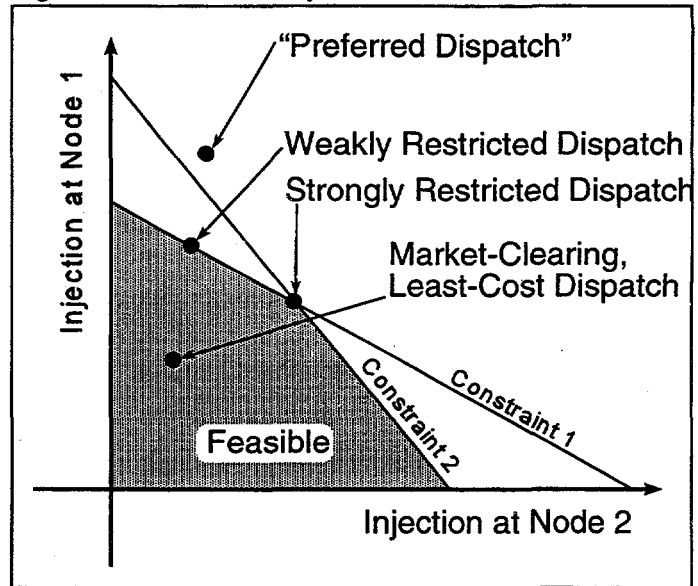 "Preferred Dispatch"
Weakly Restricted Dispatch
Strongly Restricted Dispatch
Market-Clearing,
Least-Cost Dispatch
Injection at Node 1
Constraint 2
Constraint 1
Feasible
Injection at Node 2